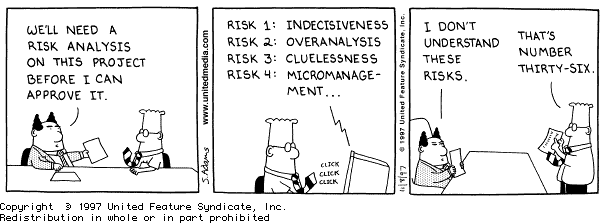 WE'LL NEED A
RISK ANALYSIS
ON THIS PROJECT
BEFORE I CAN
APPROVE IT.
www.unitedmedia.com
S. Adams
RISK 1: INDECISIVENESS
RISK 2: OVERANALYSIS
RISK 3: CLUELESSNESS
RISK 4: MICROMANAGE-
MENT...
CLICK
CLICK
CLICK
11/8/97 © 1997 United Feature Syndicate, Inc.
I DON'T
UNDERSTAND
THESE
RISKS.
THAT'S
NUMBER
THIRTY-SIX.
Copyright © 1997 United Feature Syndicate, Inc.
Redistribution in whole or in part prohibited